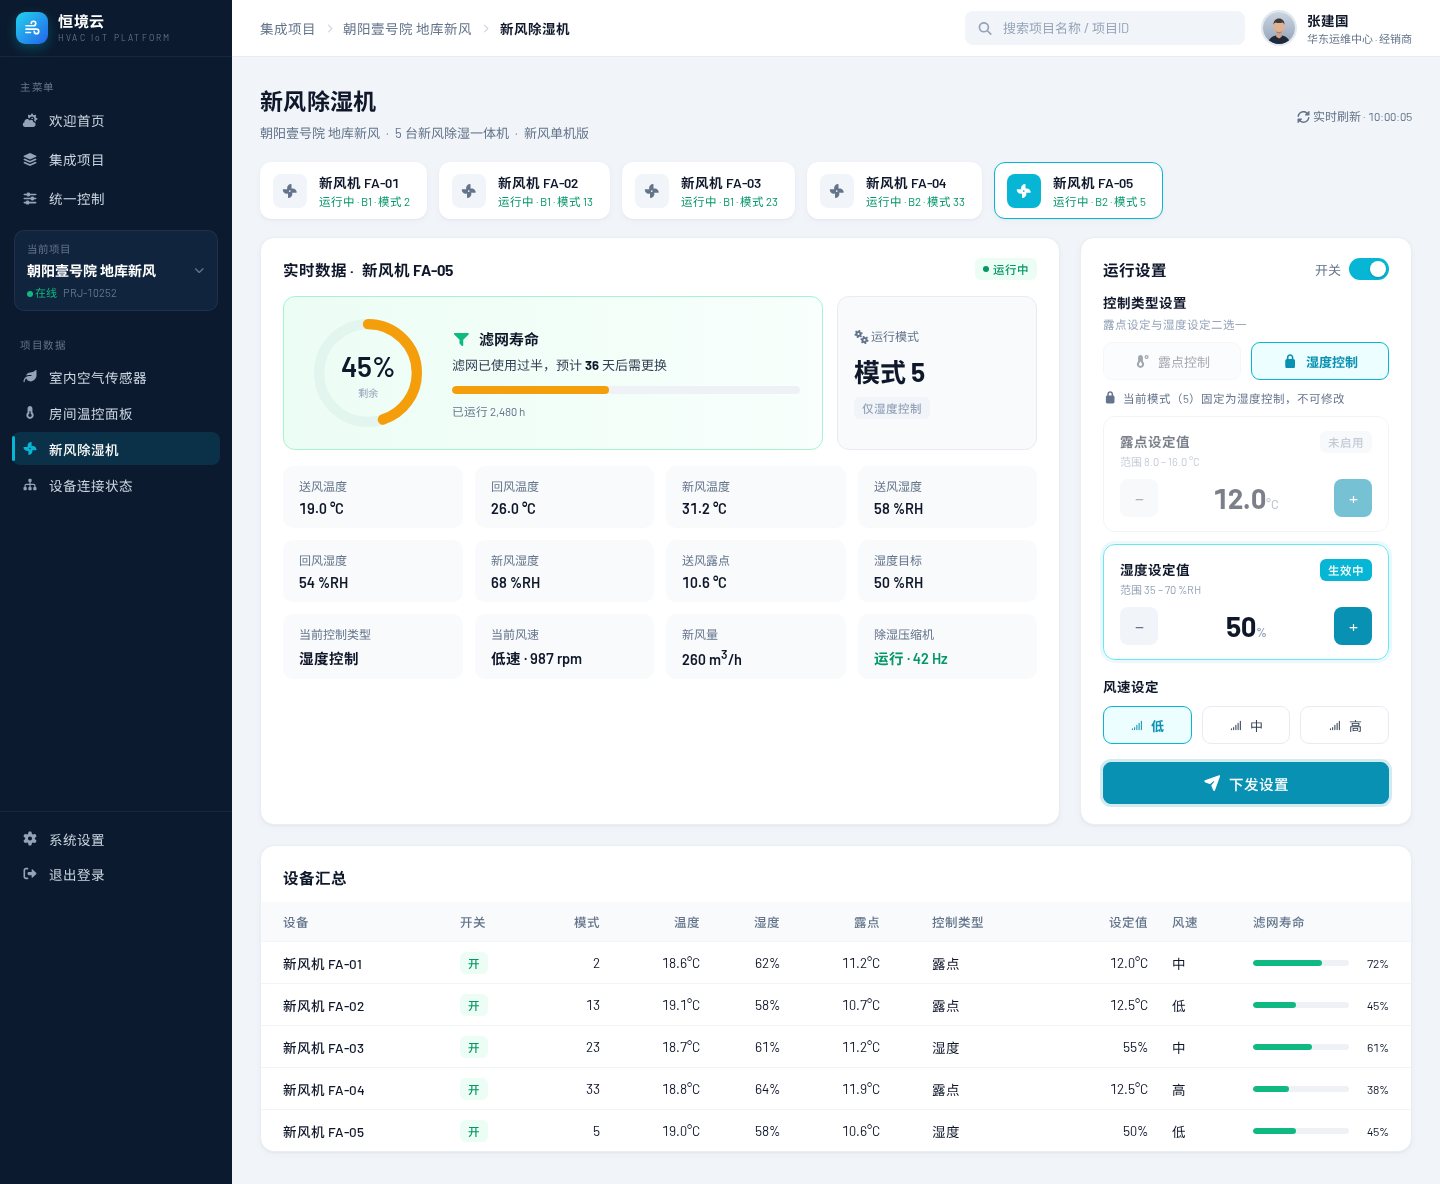 恒境云
HVAC IoT PLATFORM
主菜单
欢迎首页
集成项目
统一控制
当前项目
朝阳壹号院 地库新风
在线 PRJ-10252
项目数据
室内空气传感器
房间温控面板
新风除湿机
设备连接状态
系统设置
退出登录
集成项目 朝阳壹号院 地库新风 新风除湿机
搜索项目名称 / 项目ID
张建国
华东运维中心 · 经销商
新风除湿机
朝阳壹号院 地库新风 · 5 台新风除湿一体机 · 新风单机版
实时刷新 · 10:00:05
新风机 FA-01
运行中 · B1 · 模式 2
新风机 FA-02
运行中 · B1 · 模式 13
新风机 FA-03
运行中 · B1 · 模式 23
新风机 FA-04
运行中 · B2 · 模式 33
新风机 FA-05
运行中 · B2 · 模式 5
实时数据 · 新风机 FA-05
运行中
45%
剩余
滤网寿命
滤网已使用过半，预计 36 天后需更换
已运行 2,480 h
运行模式
模式 5
仅湿度控制
送风温度
19.0 °C
回风温度
26.0 °C
新风温度
31.2 °C
送风湿度
58 %RH
回风湿度
54 %RH
新风湿度
68 %RH
送风露点
10.6 °C
湿度目标
50 %RH
当前控制类型
湿度控制
当前风速
低速 · 987 rpm
新风量
260 m³/h
除湿压缩机
运行 · 42 Hz
运行设置
开关
控制类型设置
露点设定与湿度设定二选一
露点控制
湿度控制
当前模式（5）固定为湿度控制，不可修改
露点设定值
未启用
范围 8.0 – 16.0 °C
− 12.0°C +
湿度设定值
生效中
范围 35 – 70 %RH
− 50% +
风速设定
低 中 高
下发设置
设备汇总
设备 开关 模式 温度 湿度 露点 控制类型 设定值 风速 滤网寿命
新风机 FA-01 开 2 18.6°C 62% 11.2°C 露点 12.0°C 中 72%
新风机 FA-02 开 13 19.1°C 58% 10.7°C 露点 12.5°C 低 45%
新风机 FA-03 开 23 18.7°C 61% 11.2°C 湿度 55% 中 61%
新风机 FA-04 开 33 18.8°C 64% 11.9°C 露点 12.5°C 高 38%
新风机 FA-05 开 5 19.0°C 58% 10.6°C 湿度 50% 低 45%